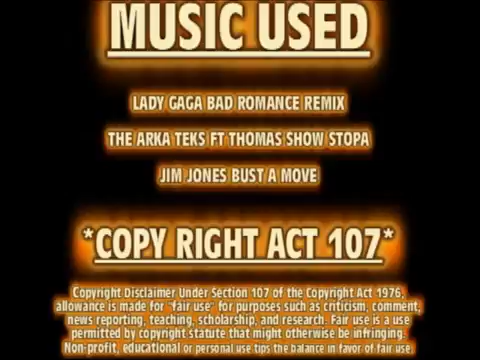 MUSIC USED
LADY GAGA BAD ROMANCE REMIX
THE ARKA TEKS FT THOMAS SHOW STOPA
JIM JONES BUST A MOVE
*COPY RIGHT ACT 107*
Copyright Disclaimer Under Section 107 of the Copyright Act 1976,
allowance is made for "fair use" for purposes such as criticism, comment,
news reporting, teaching, scholarship, and research. Fair use is a use
permitted by copyright statute that might otherwise be infringing.
Non-profit, educational or personal use tips the balance in favor of fair use.